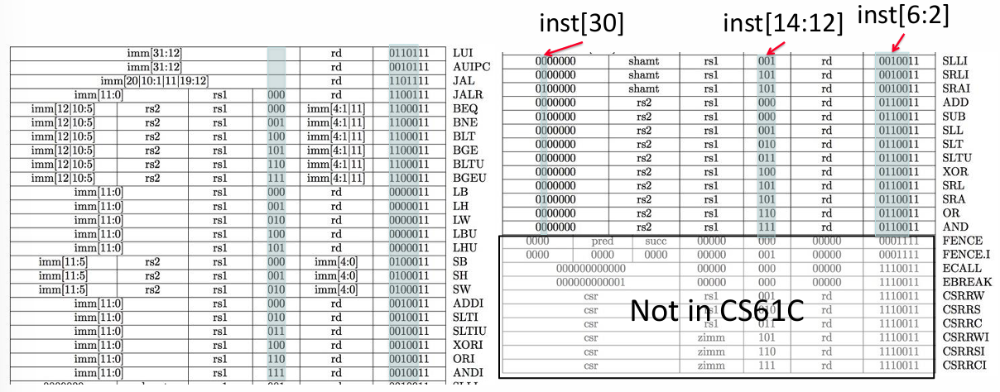 inst[30] inst[14:12] inst[6:2]
imm[31:12] rd 0110111 LUI
imm[31:12] rd 0010111 AUIPC
imm[20|10:1|11|19:12] rd 1101111 JAL
imm[11:0] rs1 000 rd 1100111 JALR
imm[12|10:5] rs2 rs1 000 imm[4:1|11] 1100011 BEQ
imm[12|10:5] rs2 rs1 001 imm[4:1|11] 1100011 BNE
imm[12|10:5] rs2 rs1 100 imm[4:1|11] 1100011 BLT
imm[12|10:5] rs2 rs1 101 imm[4:1|11] 1100011 BGE
imm[12|10:5] rs2 rs1 110 imm[4:1|11] 1100011 BLTU
imm[12|10:5] rs2 rs1 111 imm[4:1|11] 1100011 BGEU
imm[11:0] rs1 000 rd 0000011 LB
imm[11:0] rs1 001 rd 0000011 LH
imm[11:0] rs1 010 rd 0000011 LW
imm[11:0] rs1 100 rd 0000011 LBU
imm[11:0] rs1 101 rd 0000011 LHU
imm[11:5] rs2 rs1 000 imm[4:0] 0100011 SB
imm[11:5] rs2 rs1 001 imm[4:0] 0100011 SH
imm[11:5] rs2 rs1 010 imm[4:0] 0100011 SW
imm[11:0] rs1 000 rd 0010011 ADDI
imm[11:0] rs1 010 rd 0010011 SLTI
imm[11:0] rs1 011 rd 0010011 SLTIU
imm[11:0] rs1 100 rd 0010011 XORI
imm[11:0] rs1 110 rd 0010011 ORI
imm[11:0] rs1 111 rd 0010011 ANDI
0000000 shamt rs1 001 rd 0010011 SLLI
0000000 shamt rs1 101 rd 0010011 SRLI
0100000 shamt rs1 101 rd 0010011 SRAI
0000000 rs2 rs1 000 rd 0110011 ADD
0100000 rs2 rs1 000 rd 0110011 SUB
0000000 rs2 rs1 001 rd 0110011 SLL
0000000 rs2 rs1 010 rd 0110011 SLT
0000000 rs2 rs1 011 rd 0110011 SLTU
0000000 rs2 rs1 100 rd 0110011 XOR
0000000 rs2 rs1 101 rd 0110011 SRL
0100000 rs2 rs1 101 rd 0110011 SRA
0000000 rs2 rs1 110 rd 0110011 OR
0000000 rs2 rs1 111 rd 0110011 AND
0000 pred succ 00000 000 00000 0001111 FENCE
0000 0000 0000 00000 001 00000 0001111 FENCE.I
000000000000 00000 000 00000 1110011 ECALL
000000000001 00000 000 00000 1110011 EBREAK
csr rs1 001 rd 1110011 CSRRW
csr rs1 010 rd 1110011 CSRRS
csr rs1 011 rd 1110011 CSRRC
csr zimm 101 rd 1110011 CSRRWI
csr zimm 110 rd 1110011 CSRRSI
csr zimm 111 rd 1110011 CSRRCI
Not in CS61C